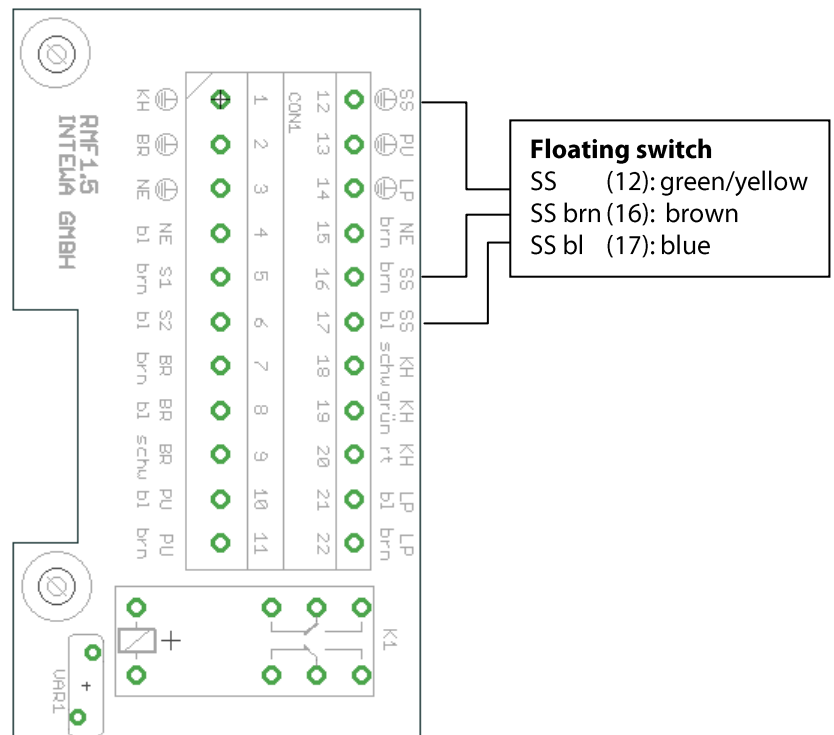 RMF1.5
INTEWA GMBH
CON1
KH 1 12 SS
BR 2 13 PU
NE 3 14 LP
bl NE 4 15 brn NE
brn S1 5 16 brn SS
bl S2 6 17 bl SS
brn BR 7 18 schw KH
bl BR 8 19 grün KH
schw BR 9 20 rt KH
bl PU 10 21 bl LP
brn PU 11 22 brn LP
Floating switch
SS (12): green/yellow
SS brn (16): brown
SS bl (17): blue
K1
+
VAR1
+